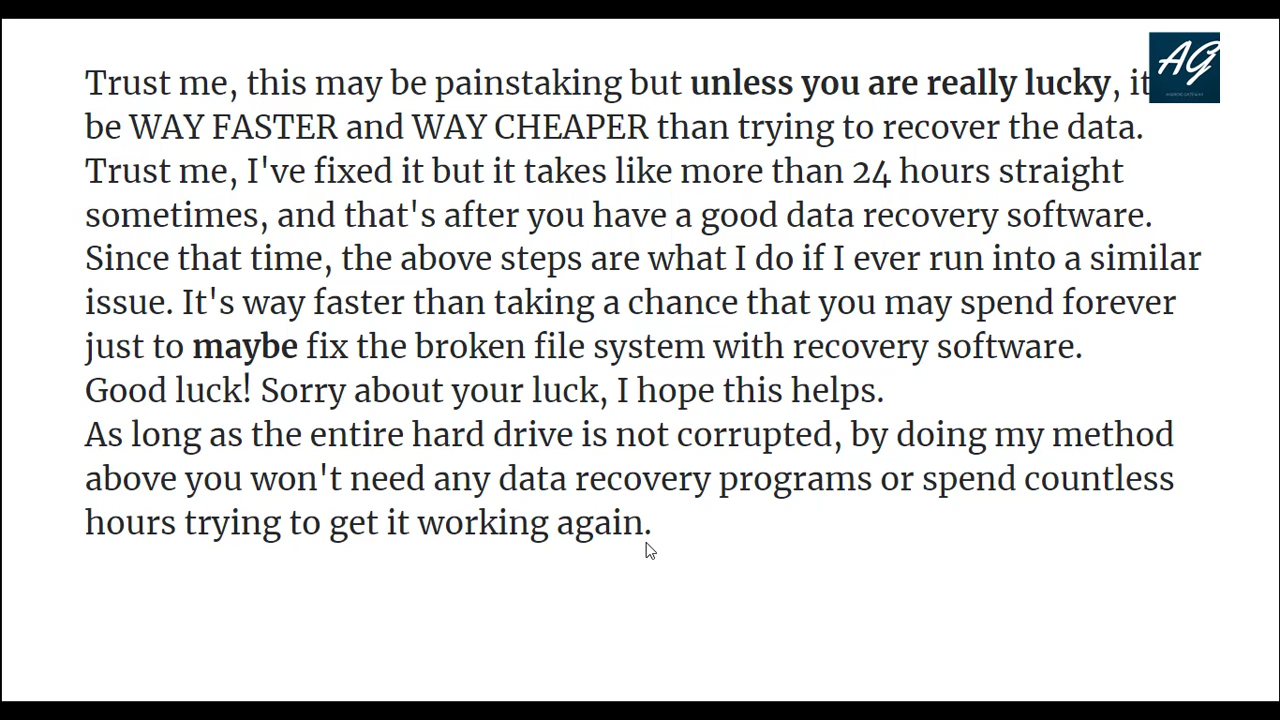 Trust me, this may be painstaking but unless you are really lucky, it
be WAY FASTER and WAY CHEAPER than trying to recover the data.
Trust me, I've fixed it but it takes like more than 24 hours straight
sometimes, and that's after you have a good data recovery software.
Since that time, the above steps are what I do if I ever run into a similar
issue. It's way faster than taking a chance that you may spend forever
just to maybe fix the broken file system with recovery software.
Good luck! Sorry about your luck, I hope this helps.
As long as the entire hard drive is not corrupted, by doing my method
above you won't need any data recovery programs or spend countless
hours trying to get it working again.
AG